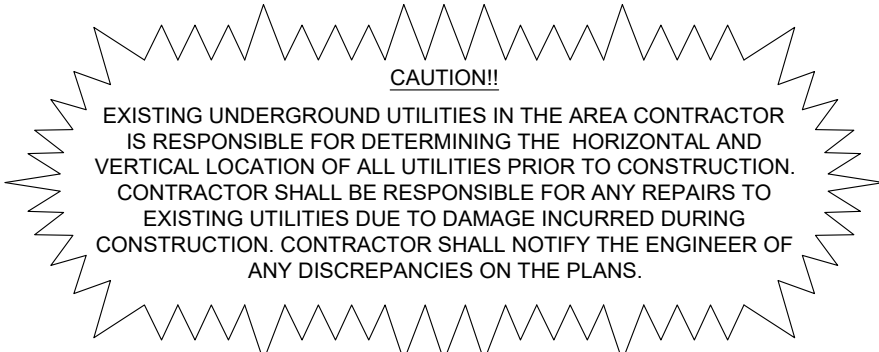 CAUTION!!
EXISTING UNDERGROUND UTILITIES IN THE AREA CONTRACTOR
IS RESPONSIBLE FOR DETERMINING THE HORIZONTAL AND
VERTICAL LOCATION OF ALL UTILITIES PRIOR TO CONSTRUCTION.
CONTRACTOR SHALL BE RESPONSIBLE FOR ANY REPAIRS TO
EXISTING UTILITIES DUE TO DAMAGE INCURRED DURING
CONSTRUCTION. CONTRACTOR SHALL NOTIFY THE ENGINEER OF
ANY DISCREPANCIES ON THE PLANS.